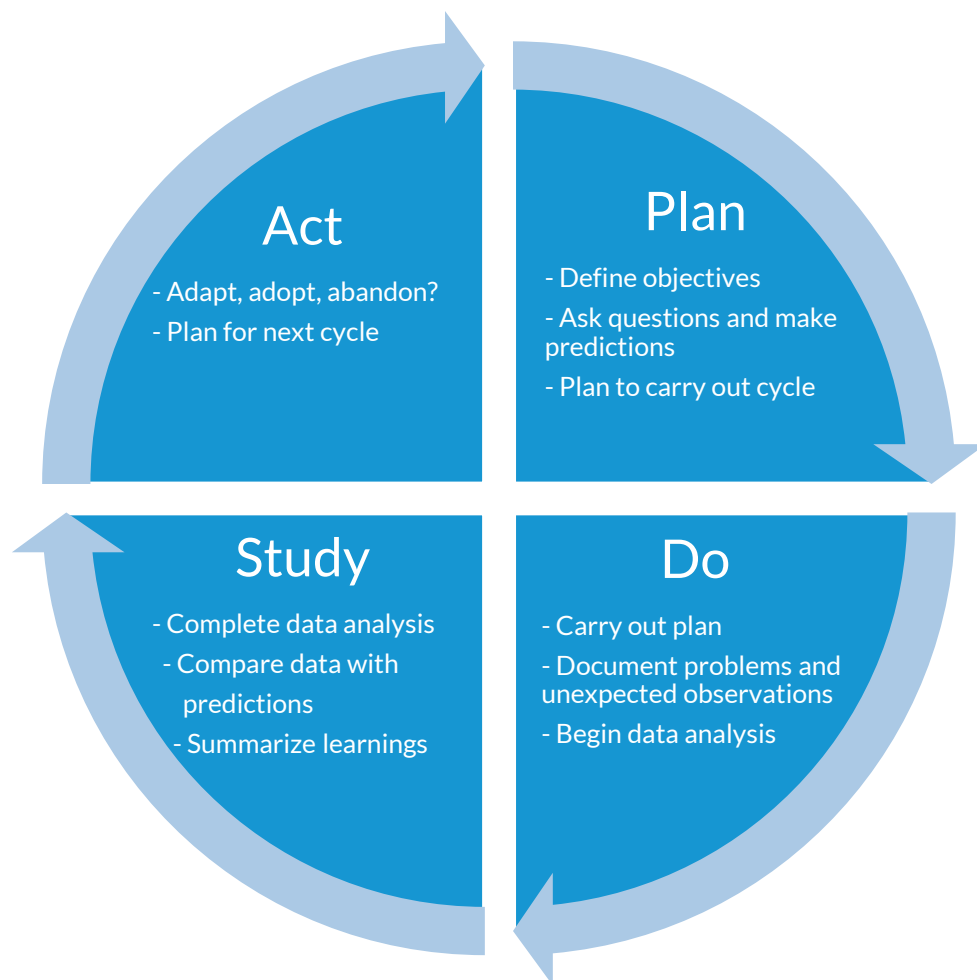 Act
- Adapt, adopt, abandon?
- Plan for next cycle
Plan
- Define objectives
- Ask questions and make
predictions
- Plan to carry out cycle
Study
- Complete data analysis
- Compare data with
predictions
- Summarize learnings
Do
- Carry out plan
- Document problems and
unexpected observations
- Begin data analysis